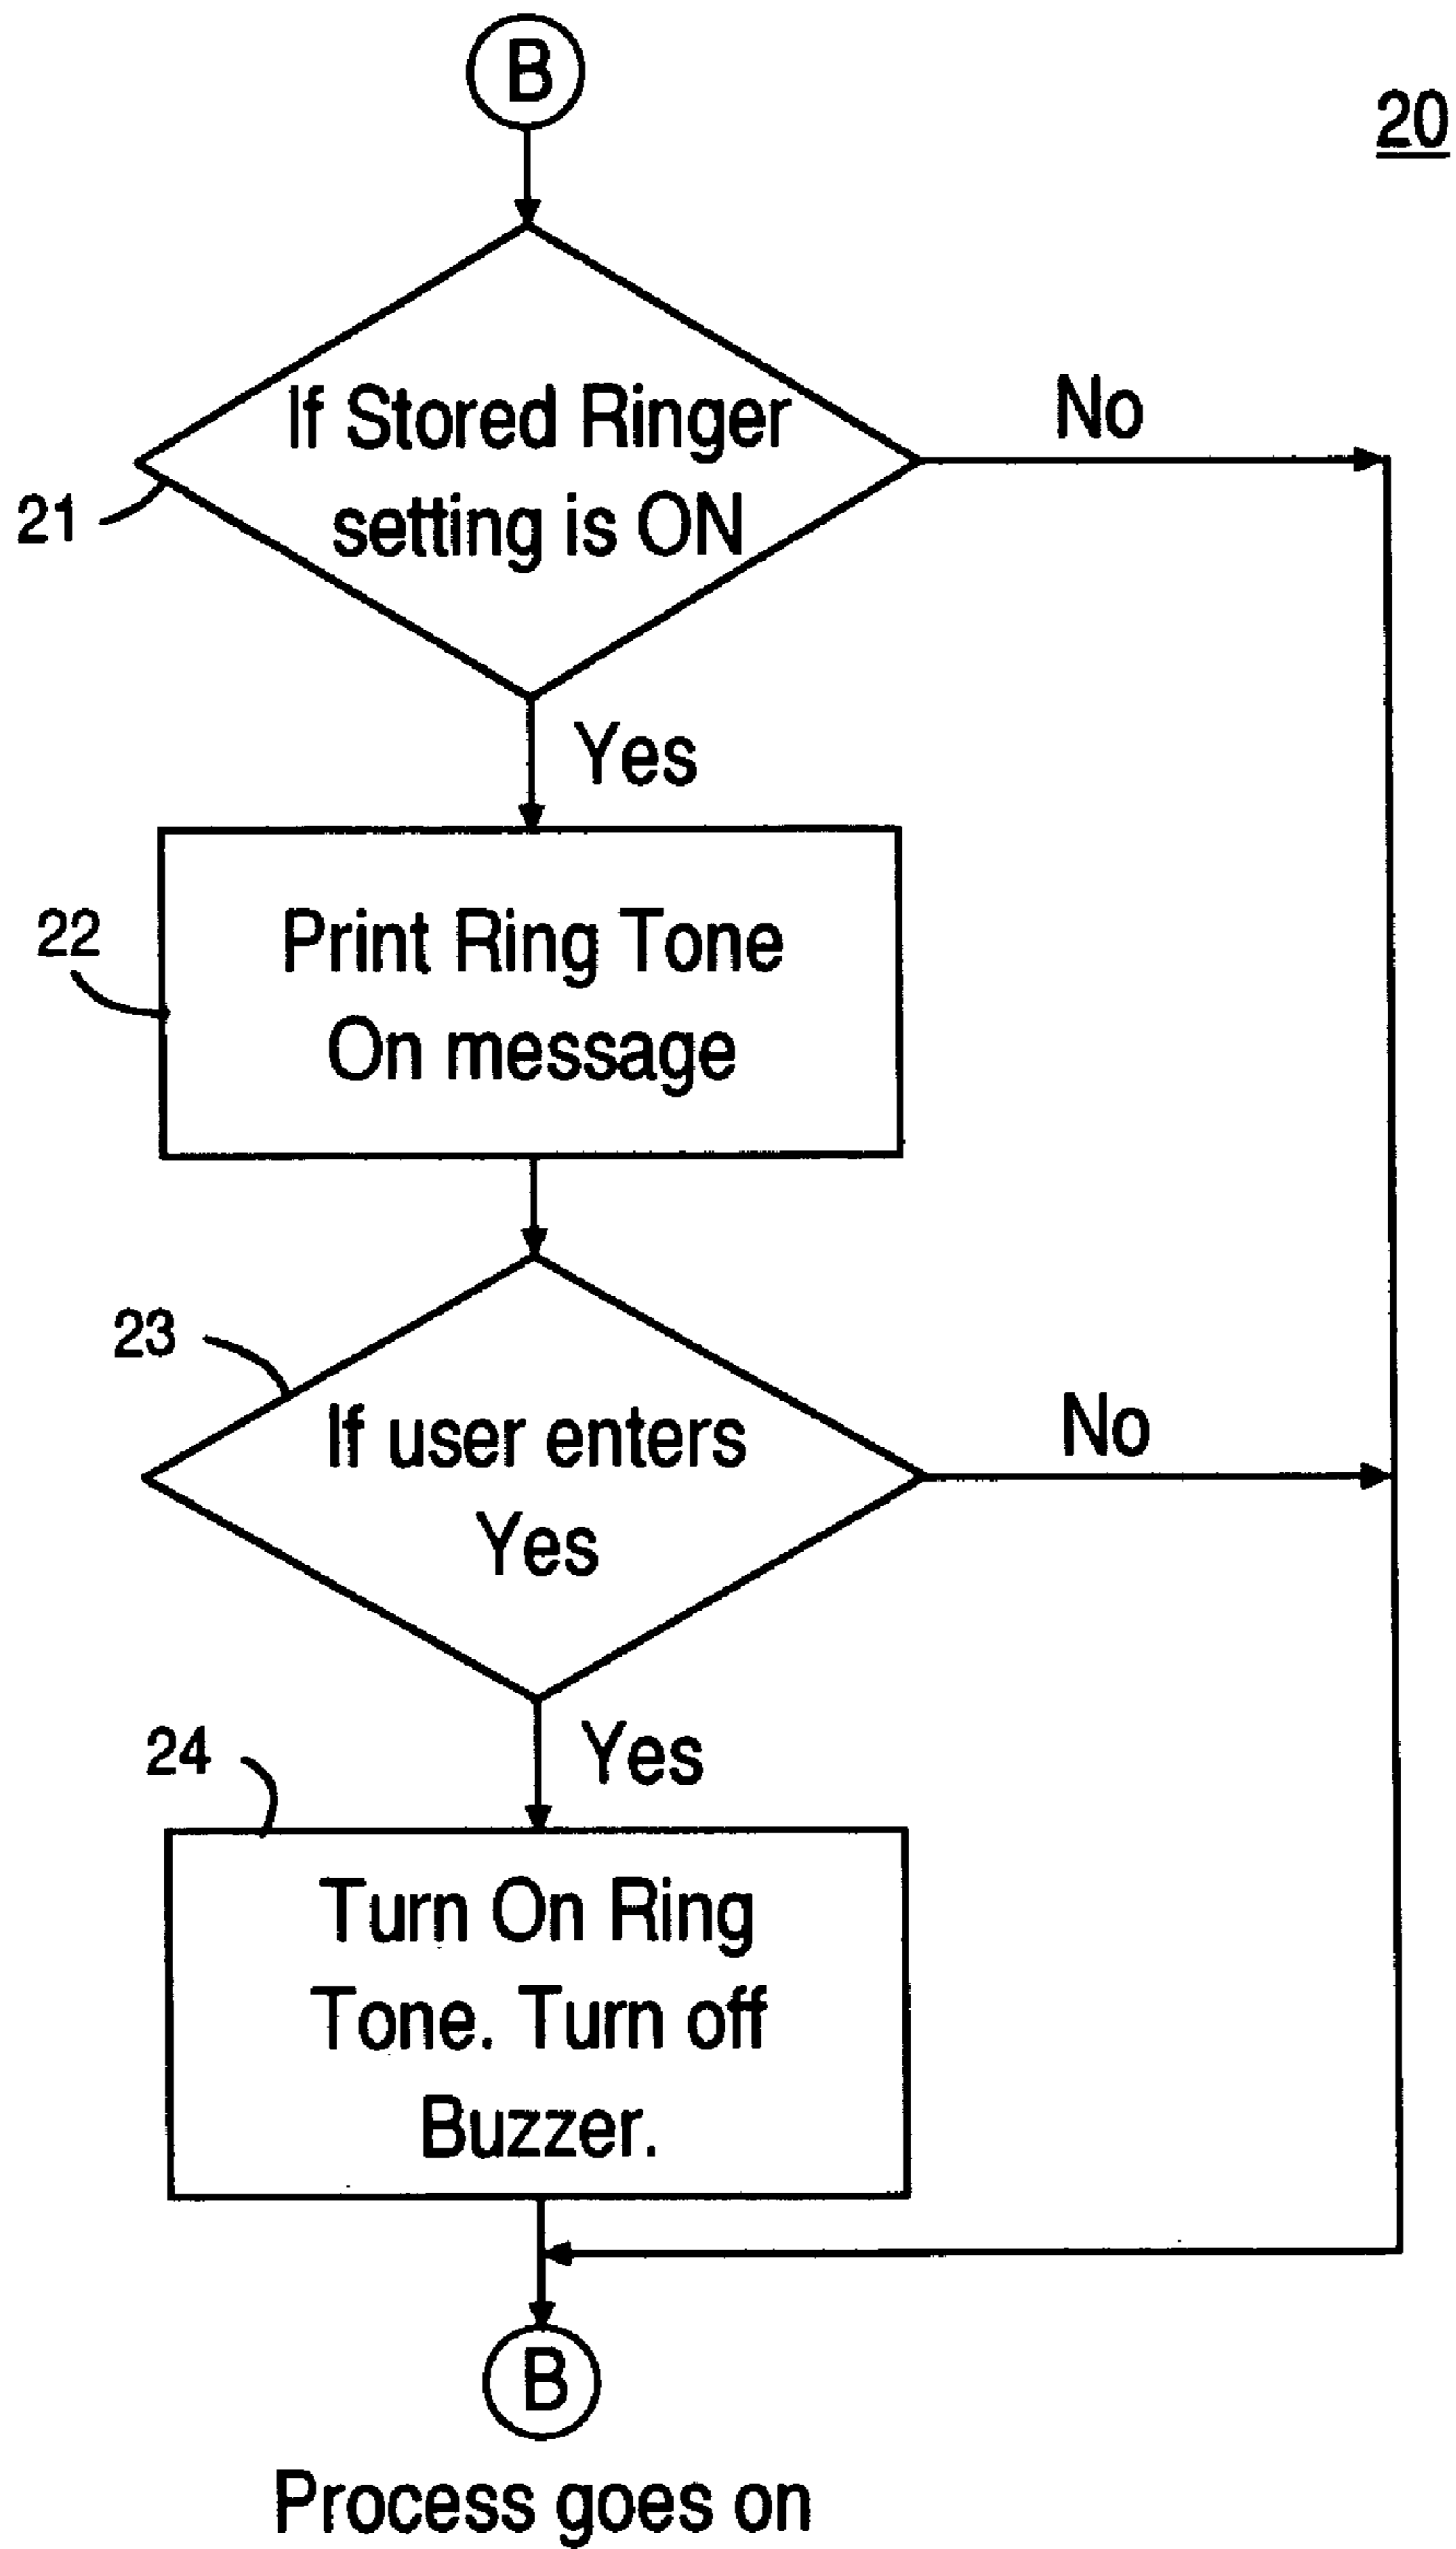 B
20
If Stored Ringer
setting is ON
No
21
Yes
22
Print Ring Tone
On message
23
If user enters
Yes
No
Yes
24
Turn On Ring
Tone. Turn off
Buzzer.
B
Process goes on